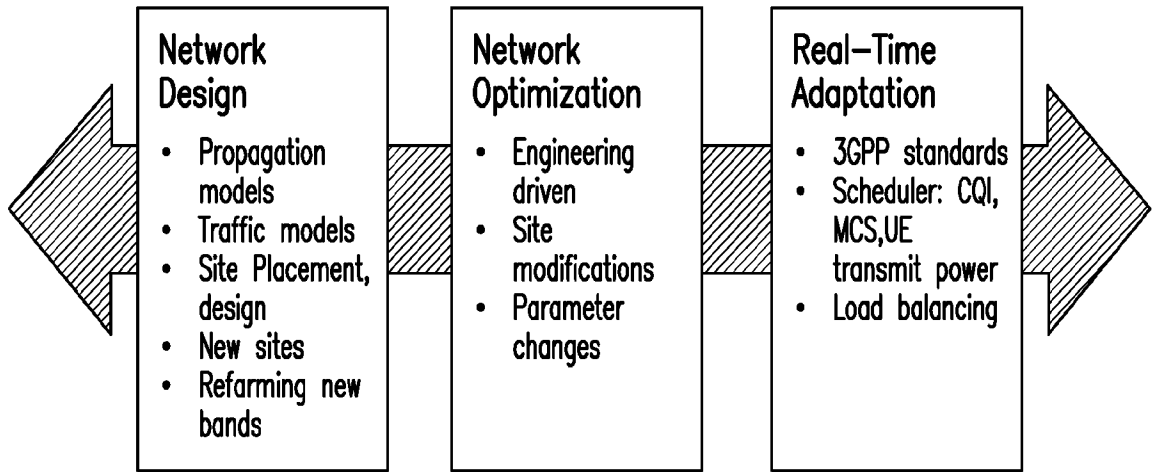 Network
Design
• Propagation
models
• Traffic models
• Site Placement,
design
• New sites
• Refarming new
bands
Network
Optimization
• Engineering
driven
• Site
modifications
• Parameter
changes
Real-Time
Adaptation
• 3GPP standards
• Scheduler: CQI,
MCS,UE
transmit power
• Load balancing